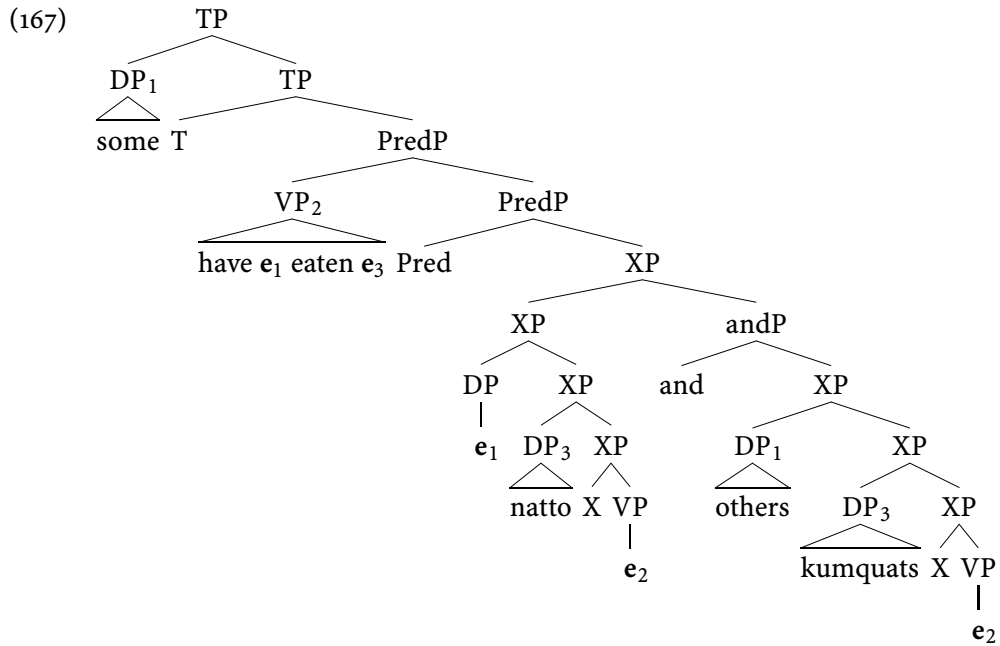 (167) TP
DP₁ TP
some T PredP
VP₂ PredP
have e₁ eaten e₃ Pred XP
XP andP
DP XP and XP
e₁ DP₃ XP DP₁ XP
natto X VP others DP₃ XP
e₂ kumquats X VP
e₂